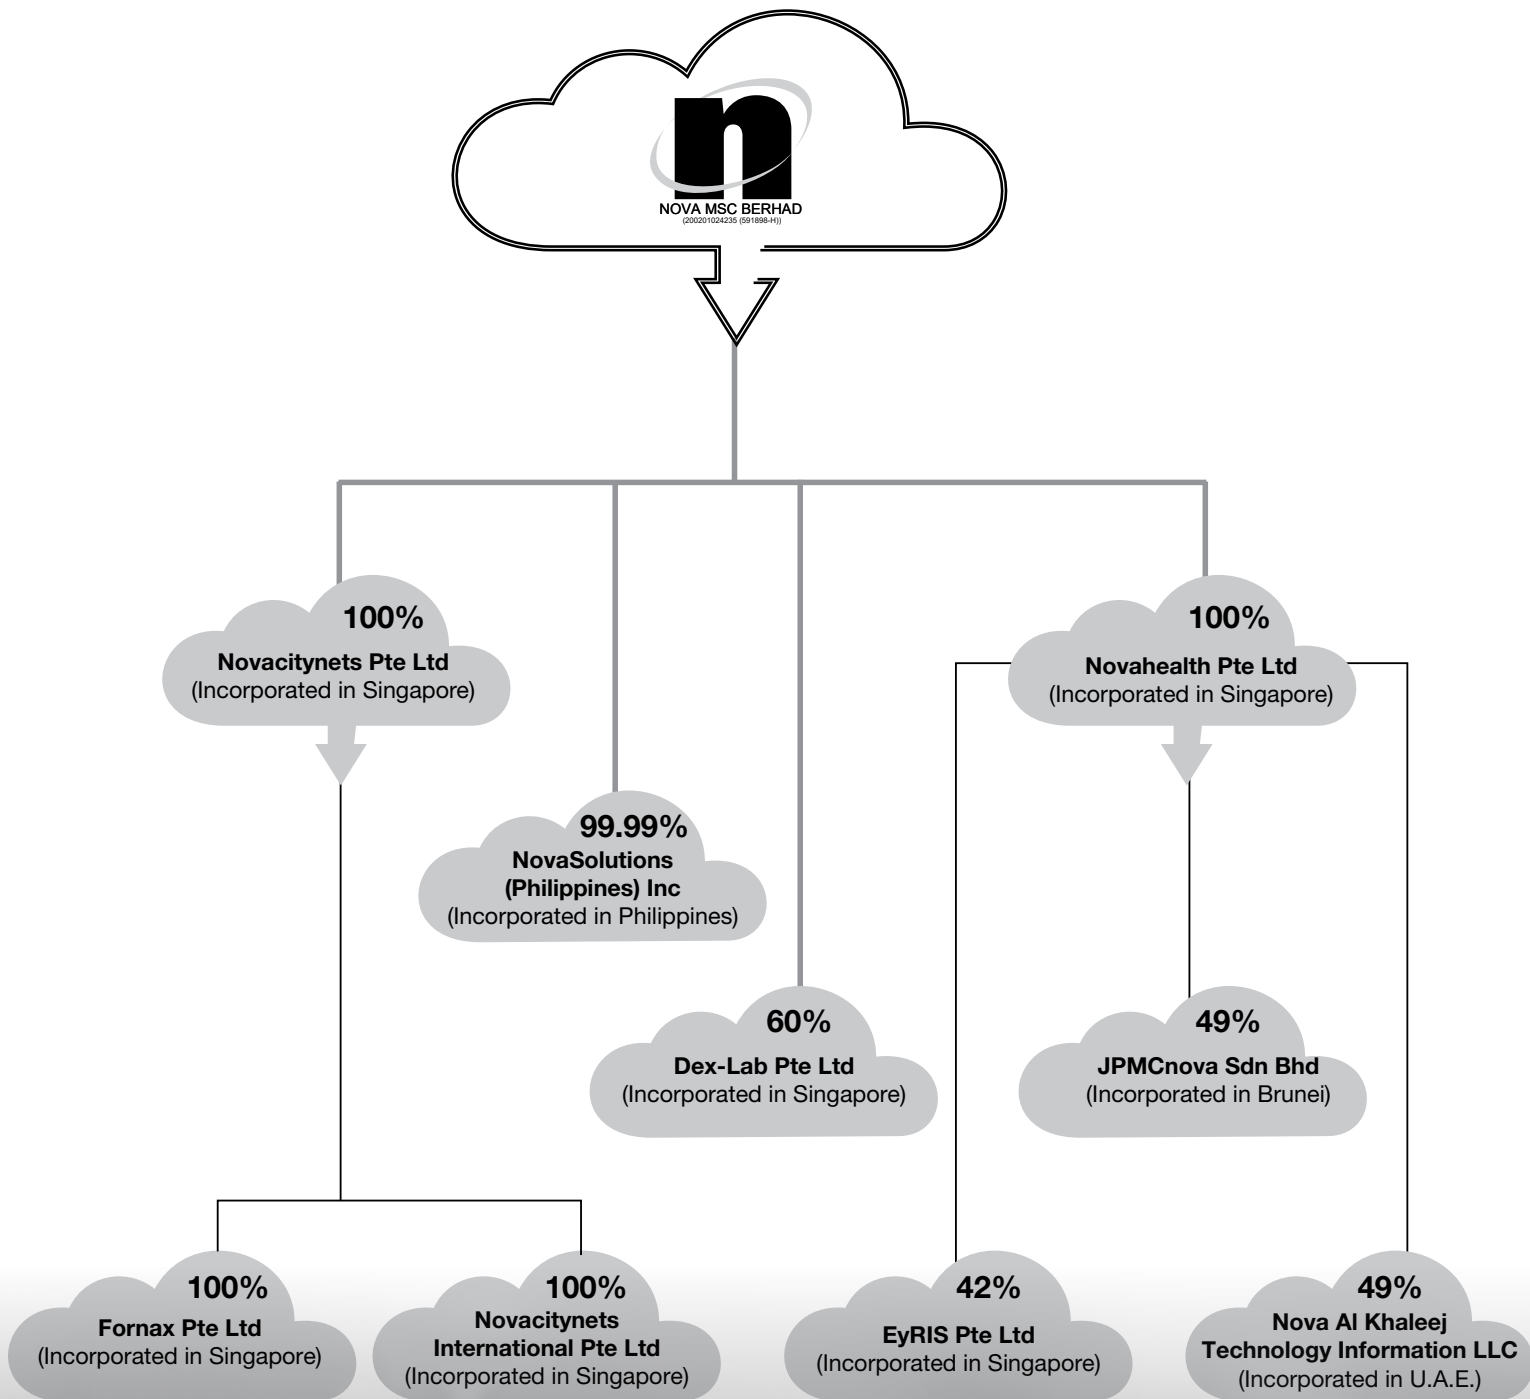 n
NOVA MSC BERHAD
(200201024235 (591898-H))
100%
Novacitynets Pte Ltd
(Incorporated in Singapore)
100%
Novahealth Pte Ltd
(Incorporated in Singapore)
99.99%
NovaSolutions
(Philippines) Inc
(Incorporated in Philippines)
60%
Dex-Lab Pte Ltd
(Incorporated in Singapore)
49%
JPMCnova Sdn Bhd
(Incorporated in Brunei)
100%
Fornax Pte Ltd
(Incorporated in Singapore)
100%
Novacitynets
International Pte Ltd
(Incorporated in Singapore)
42%
EyRIS Pte Ltd
(Incorporated in Singapore)
49%
Nova Al Khaleej
Technology Information LLC
(Incorporated in U.A.E.)